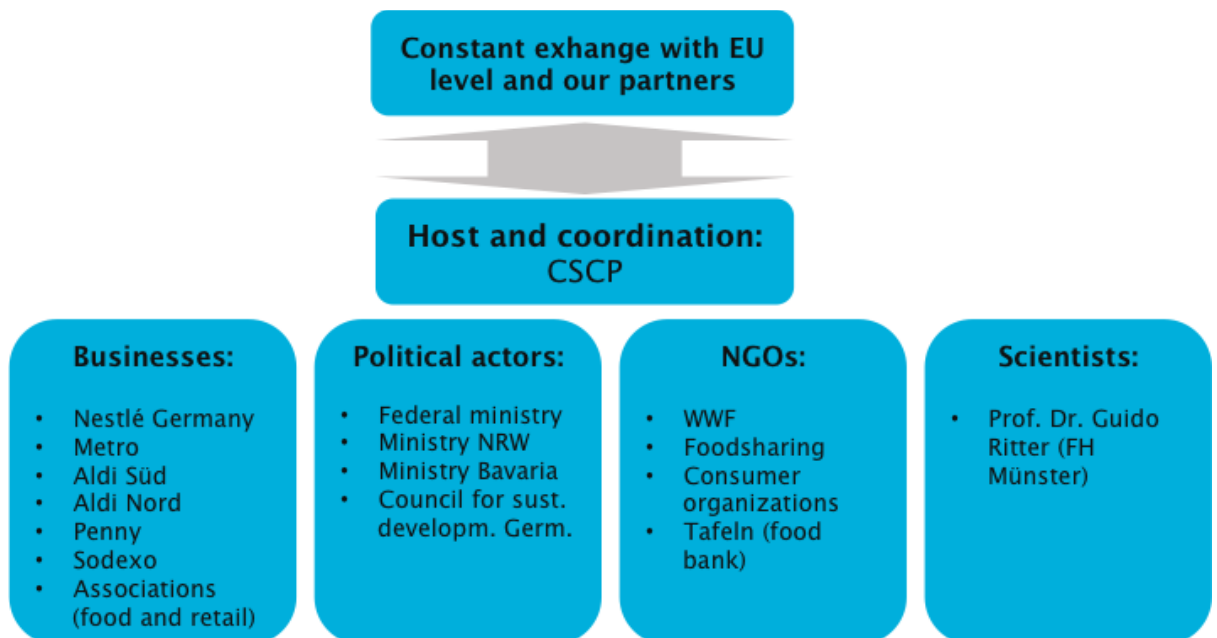 Constant exhange with EU
level and our partners
Host and coordination:
CSCP
Businesses:
• Nestlé Germany
• Metro
• Aldi Süd
• Aldi Nord
• Penny
• Sodexo
• Associations
(food and retail)
Political actors:
• Federal ministry
• Ministry NRW
• Ministry Bavaria
• Council for sust.
developm. Germ.
NGOs:
• WWF
• Foodsharing
• Consumer
organizations
• Tafeln (food
bank)
Scientists:
• Prof. Dr. Guido
Ritter (FH
Münster)